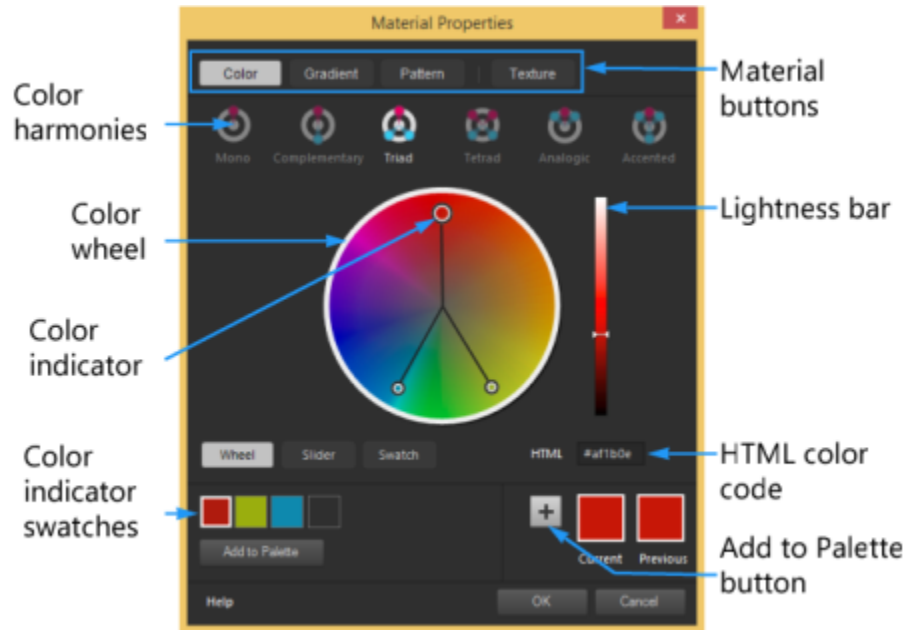 Material Properties
Color Gradient Pattern Texture
Material
buttons
Color
harmonies
Mono Complementary Triad Tetrad Analogic Accented
Color
wheel
Lightness bar
Color
indicator
Wheel Slider Swatch HTML #af1b0e
Color
indicator
swatches
HTML color
code
Add to Palette
Current Previous
Add to Palette
button
Help OK Cancel